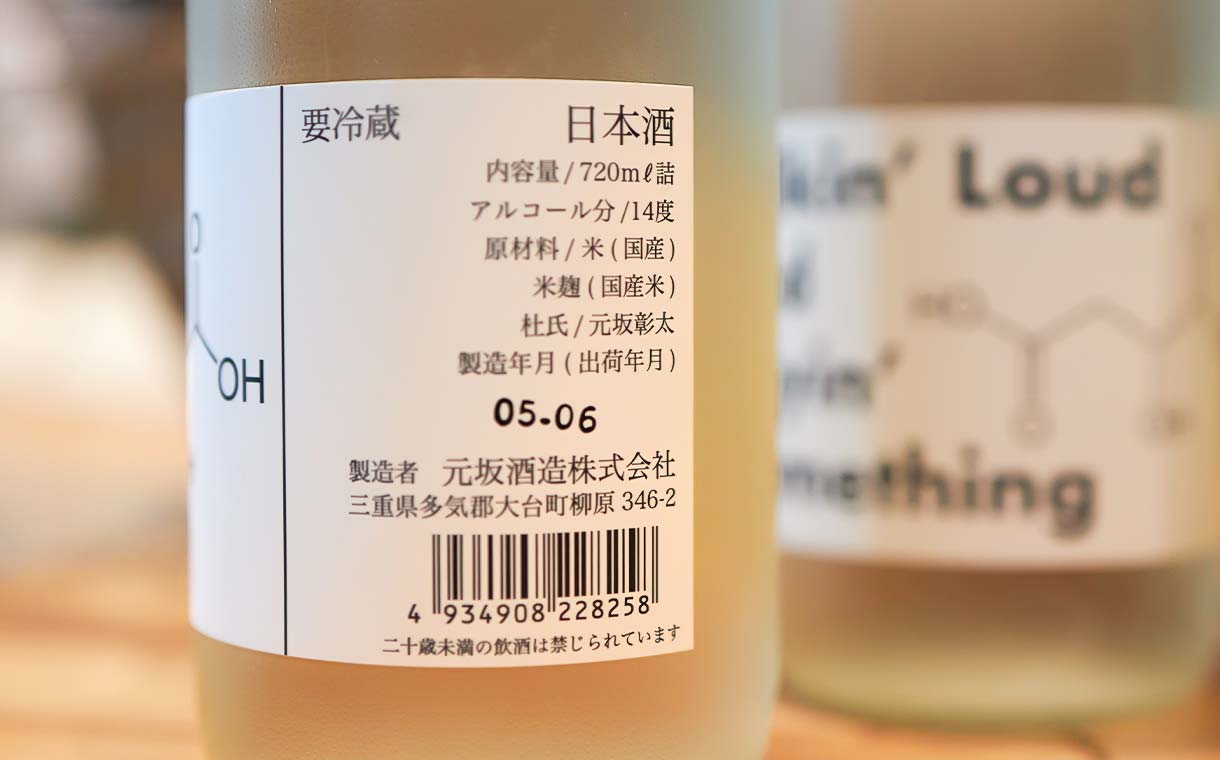 要冷蔵 日本酒
内容量/720mℓ詰
アルコール分/14度
原材料/米(国産)
米麹(国産米)
杜氏/元坂彰太
製造年月(出荷年月)
05.-06
製造者 元坂酒造株式会社
三重県多気郡大台町柳原 346-2
4 934908 228258
二十歳未満の飲酒は禁じられています
O
OH
kin' Loud
in'
mething
HO
O
OH